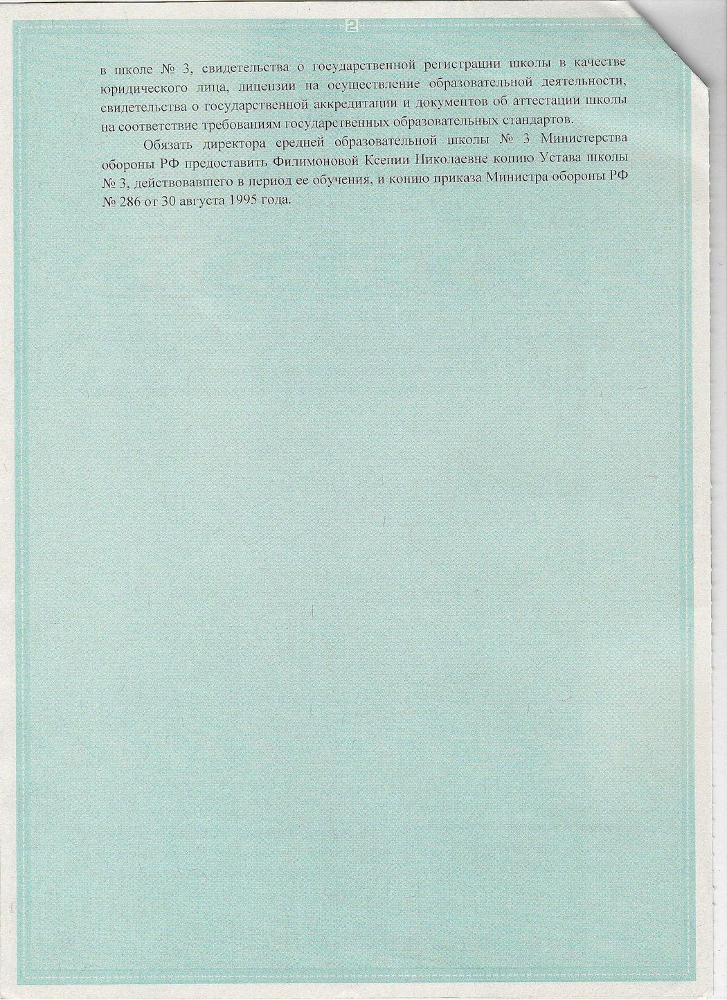 2
в школе № 3, свидетельства о государственной регистрации школы в качестве
юридического лица, лицензии на осуществление образовательной деятельности,
свидетельства о государственной аккредитации и документов об аттестации школы
на соответствие требованиям государственных образовательных стандартов.
Обязать директора средней образовательной школы № 3 Министерства
обороны РФ предоставить Филимоновой Ксении Николаевне копию Устава школы
№ 3, действовавшего в период ее обучения, и копию приказа Министра обороны РФ
№ 286 от 30 августа 1995 года.